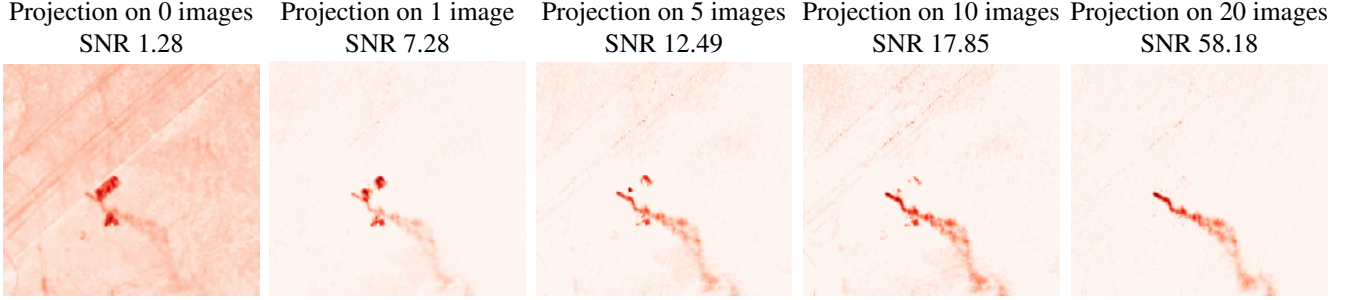 Projection on 0 images
SNR 1.28
Projection on 1 image
SNR 7.28
Projection on 5 images
SNR 12.49
Projection on 10 images
SNR 17.85
Projection on 20 images
SNR 58.18